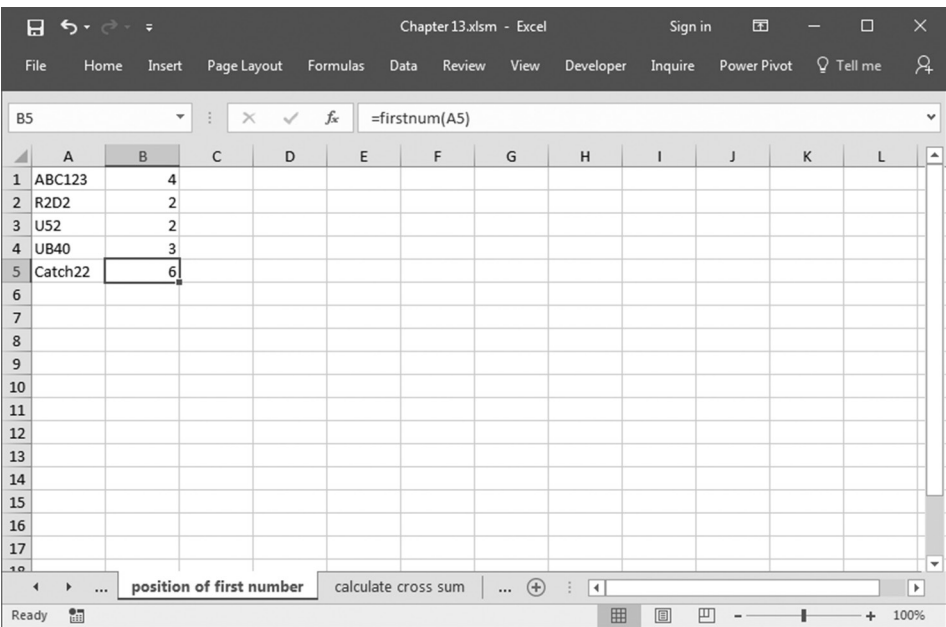 Chapter 13.xlsm - Excel Sign in
File Home Insert Page Layout Formulas Data Review View Developer Inquire Power Pivot Tell me
B5 fx =firstnum(A5)
A B C D E F G H I J K L
1 ABC123 4
2 R2D2 2
3 U52 2
4 UB40 3
5 Catch22 6
6
7
8
9
10
11
12
13
14
15
16
17
18
... position of first number calculate cross sum ...
Ready 100%